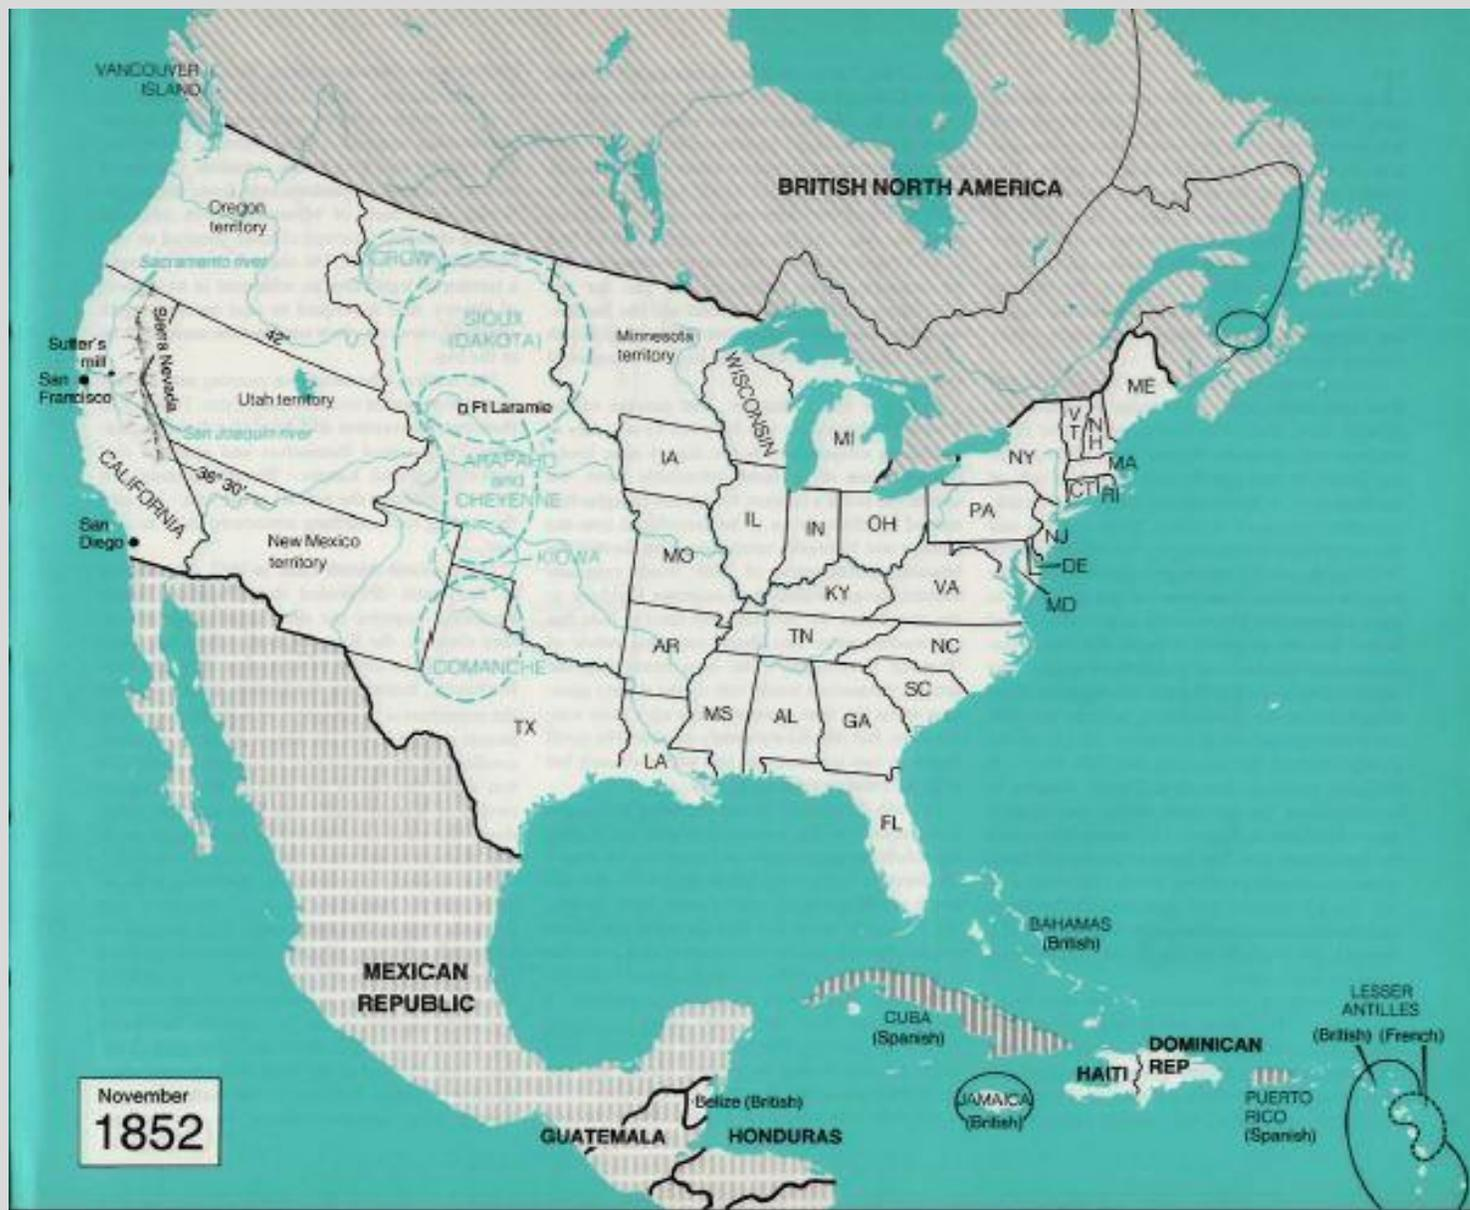 VANCOUVER
ISLAND
BRITISH NORTH AMERICA
Oregon
territory
Sacramento river
CROW
SIOUX
(DAKOTA)
Minnesota
territory
WISCONSIN
42°
Sierra Nevada
Sutter's
mill
San
Francisco
Utah territory
Ft Laramie
San Joaquin river
ME
VT
NH
MI
NY
MA
CT
RI
IA
ARAPAHO
and
CHEYENNE
CALIFORNIA
36° 30'
PA
IL
IN
OH
San
Diego
New Mexico
territory
NJ
MO
KIOWA
DE
KY
VA
MD
TN
NC
AR
COMANCHE
SC
TX
MS
AL
GA
LA
FL
BAHAMAS
(British)
MEXICAN
REPUBLIC
CUBA
(Spanish)
LESSER
ANTILLES
(British) (French)
DOMINICAN
REP
HAITI
November
1852
Belize (British)
JAMAICA
(British)
PUERTO
RICO
(Spanish)
GUATEMALA
HONDURAS